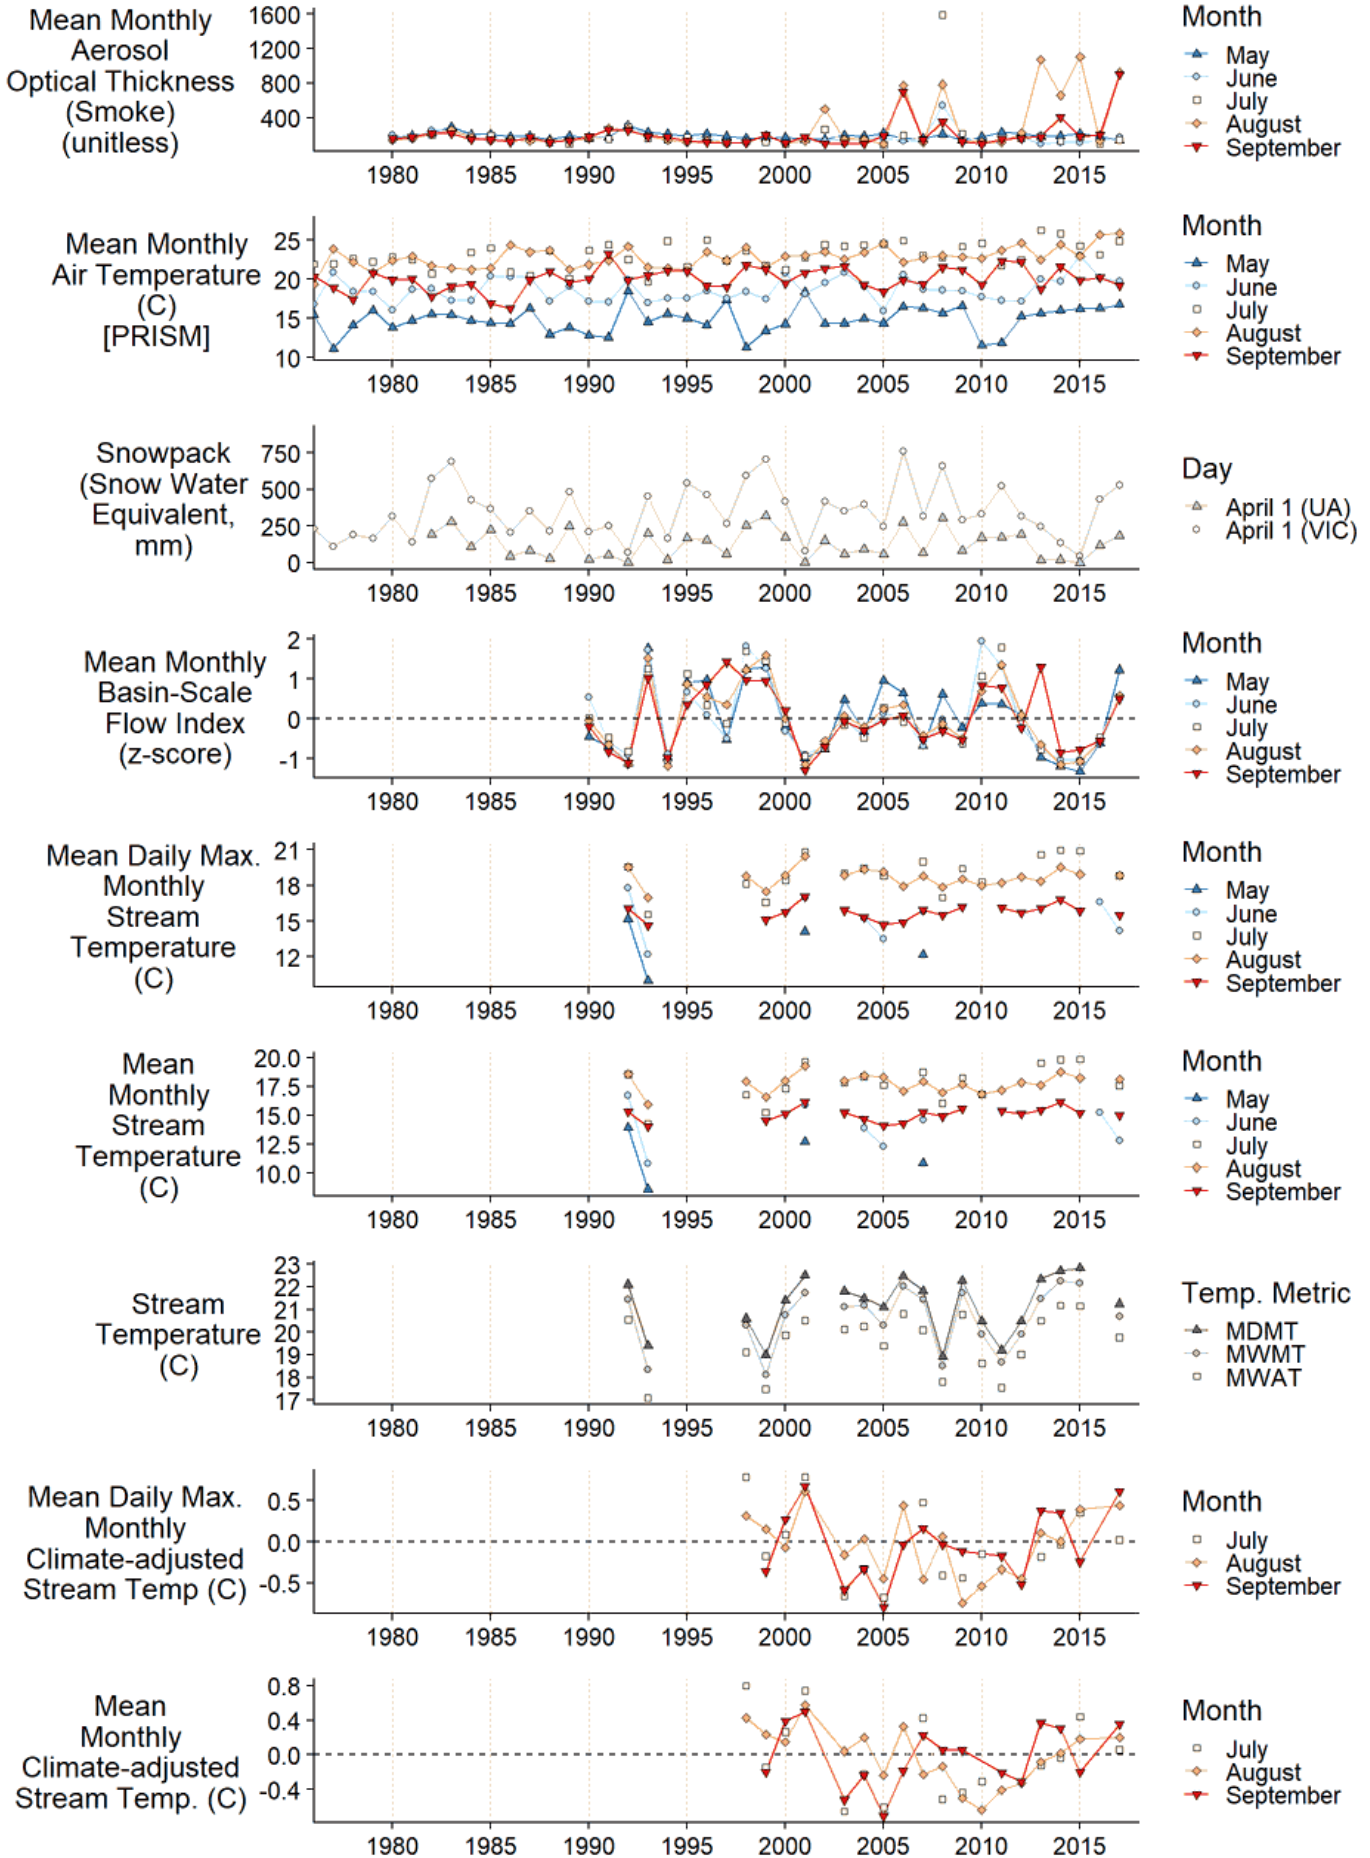 Mean Monthly
Aerosol
Optical Thickness
(Smoke)
(unitless)
1600
1200
800
400
1980 1985 1990 1995 2000 2005 2010 2015
Month
May
June
July
August
September
Mean Monthly
Air Temperature
(C)
[PRISM]
25
20
15
10
1980 1985 1990 1995 2000 2005 2010 2015
Month
May
June
July
August
September
Snowpack
(Snow Water
Equivalent,
mm)
750
500
250
0
1980 1985 1990 1995 2000 2005 2010 2015
Day
April 1 (UA)
April 1 (VIC)
Mean Monthly
Basin-Scale
Flow Index
(z-score)
2
1
0
-1
1980 1985 1990 1995 2000 2005 2010 2015
Month
May
June
July
August
September
Mean Daily Max.
Monthly
Stream
Temperature
(C)
21
18
15
12
1980 1985 1990 1995 2000 2005 2010 2015
Month
May
June
July
August
September
Mean
Monthly
Stream
Temperature
(C)
20.0
17.5
15.0
12.5
10.0
1980 1985 1990 1995 2000 2005 2010 2015
Month
May
June
July
August
September
Stream
Temperature
(C)
23
22
21
20
19
18
17
1980 1985 1990 1995 2000 2005 2010 2015
Temp. Metric
MDMT
MWMT
MWAT
Mean Daily Max.
Monthly
Climate-adjusted
Stream Temp (C)
0.5
0.0
-0.5
1980 1985 1990 1995 2000 2005 2010 2015
Month
July
August
September
Mean
Monthly
Climate-adjusted
Stream Temp. (C)
0.8
0.4
0.0
-0.4
1980 1985 1990 1995 2000 2005 2010 2015
Month
July
August
September